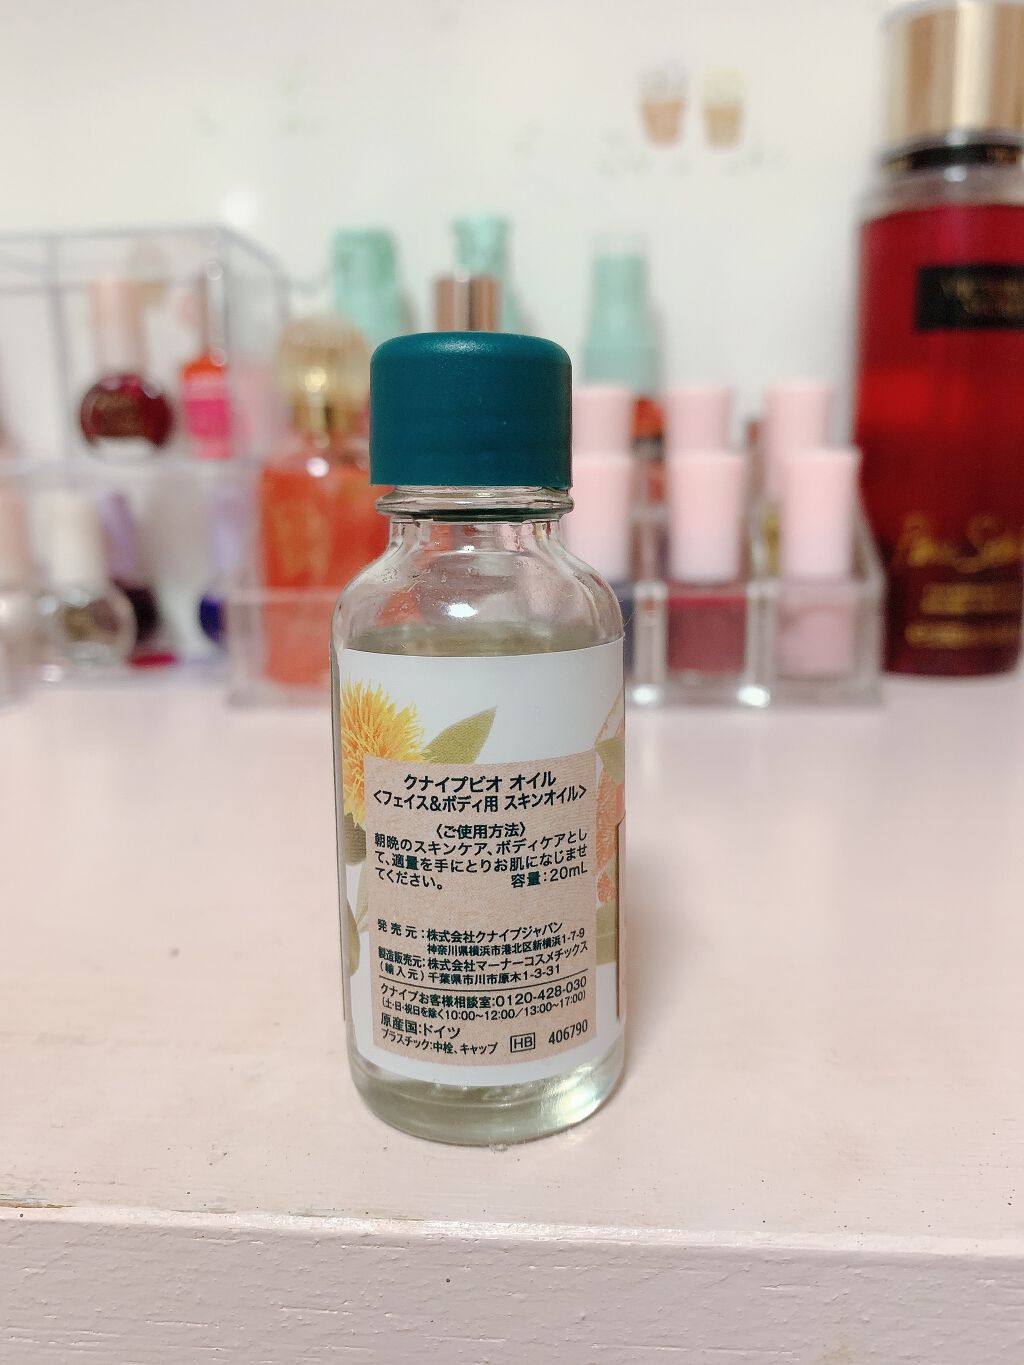 クナイプビオ オイル
<フェイス&ボディ用 スキンオイル>
〈ご使用方法〉
朝晩のスキンケア、ボディケアとし
て、適量を手にとりお肌になじませ
てください。 容量:20mL
発売元:株式会社クナイプジャパン
神奈川県横浜市港北区新横浜1-7-9
製造販売元:株式会社マーナーコスメチックス
(輸入元) 千葉県市川市原木1-3-31
クナイプお客様相談室:0120-428-030
(土・日・祝日を除く10:00~12:00/13:00~17:00)
原産国:ドイツ
プラスチック:中栓、キャップ HB 406790